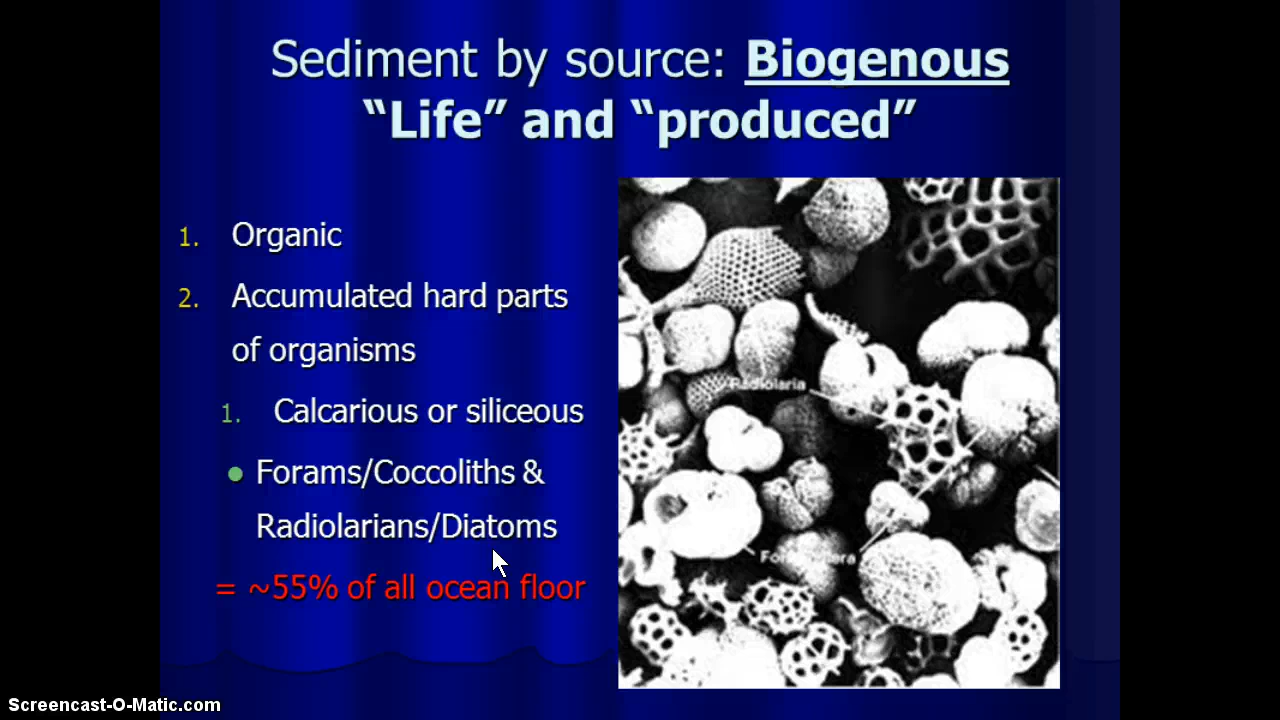 Sediment by source: Biogenous
“Life” and “produced”
1. Organic
2. Accumulated hard parts
of organisms
1. Calcarious or siliceous
● Forams/Coccoliths &
Radiolarians/Diatoms
= ~55% of all ocean floor
Radiolaria
Screencast-O-Matic.com